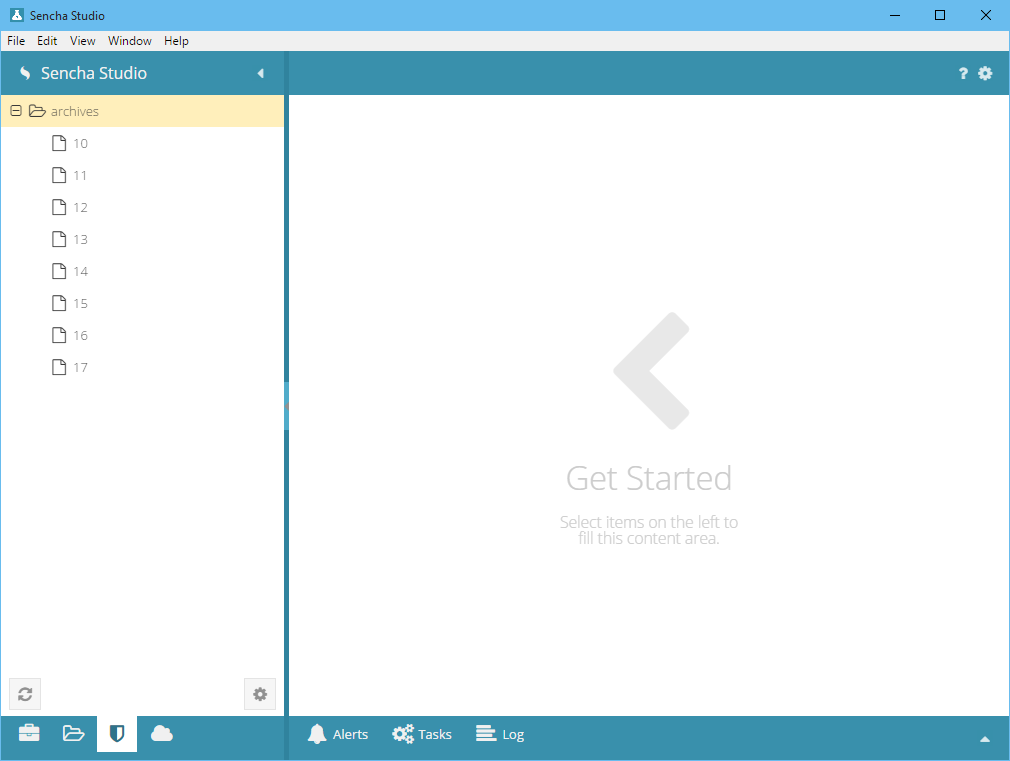 Sencha Studio
File Edit View Window Help
Sencha Studio
?
archives
10
11
12
13
14
15
16
17
Get Started
Select items on the left to
fill this content area.
Alerts Tasks Log